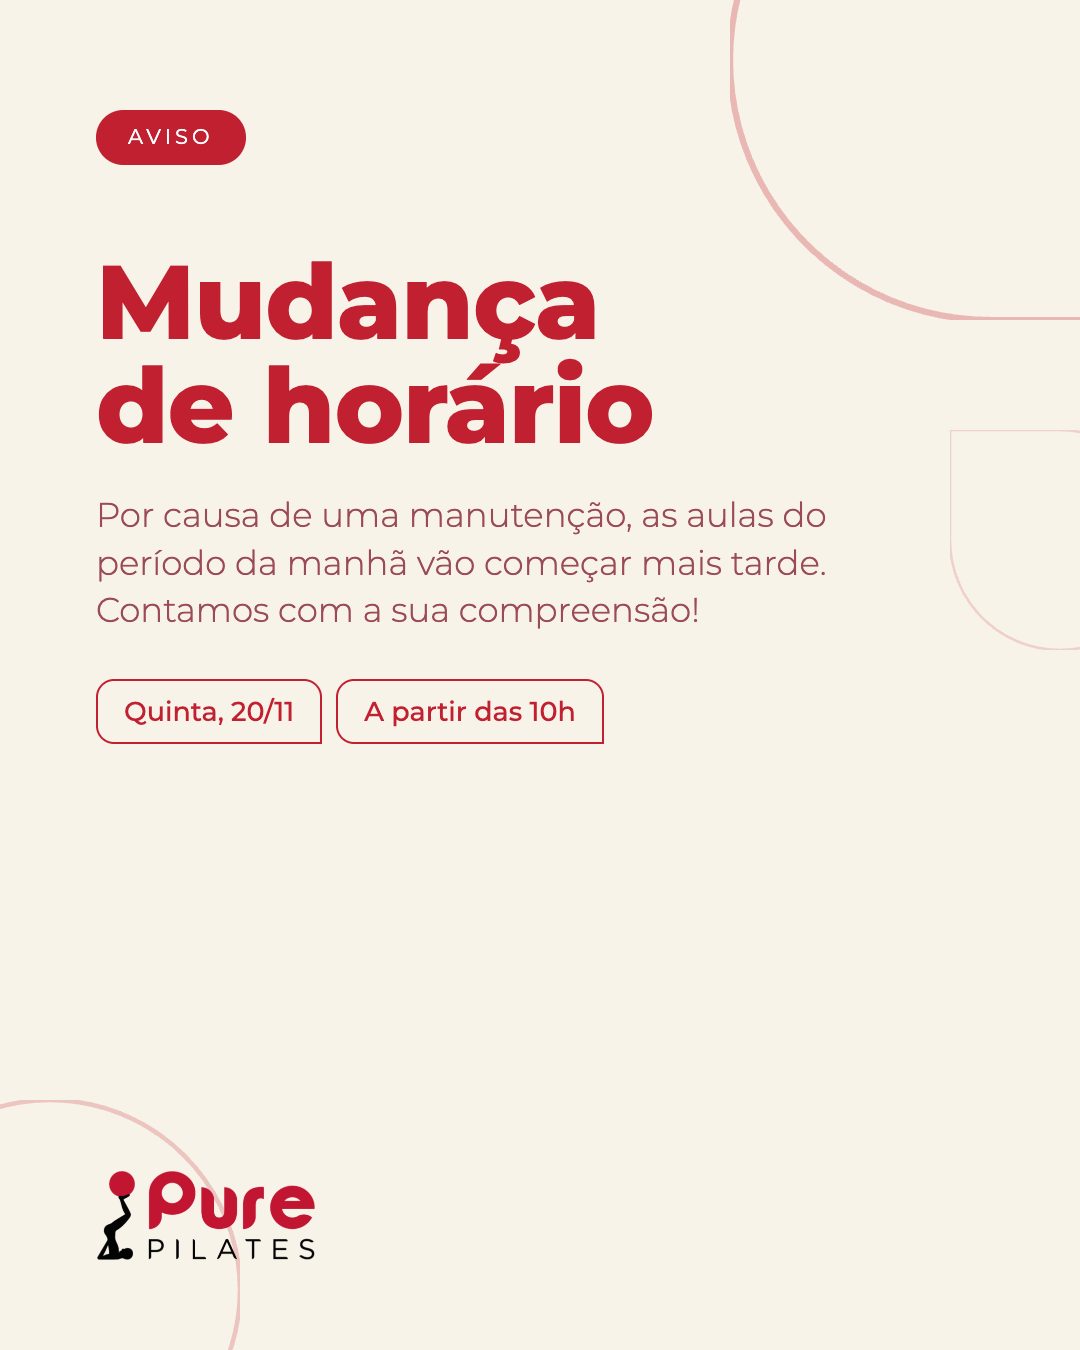 AVISO
Mudança
de horário
Por causa de uma manutenção, as aulas do
período da manhã vão começar mais tarde.
Contamos com a sua compreensão!
Quinta, 20/11
A partir das 10h
Pure
PILATES